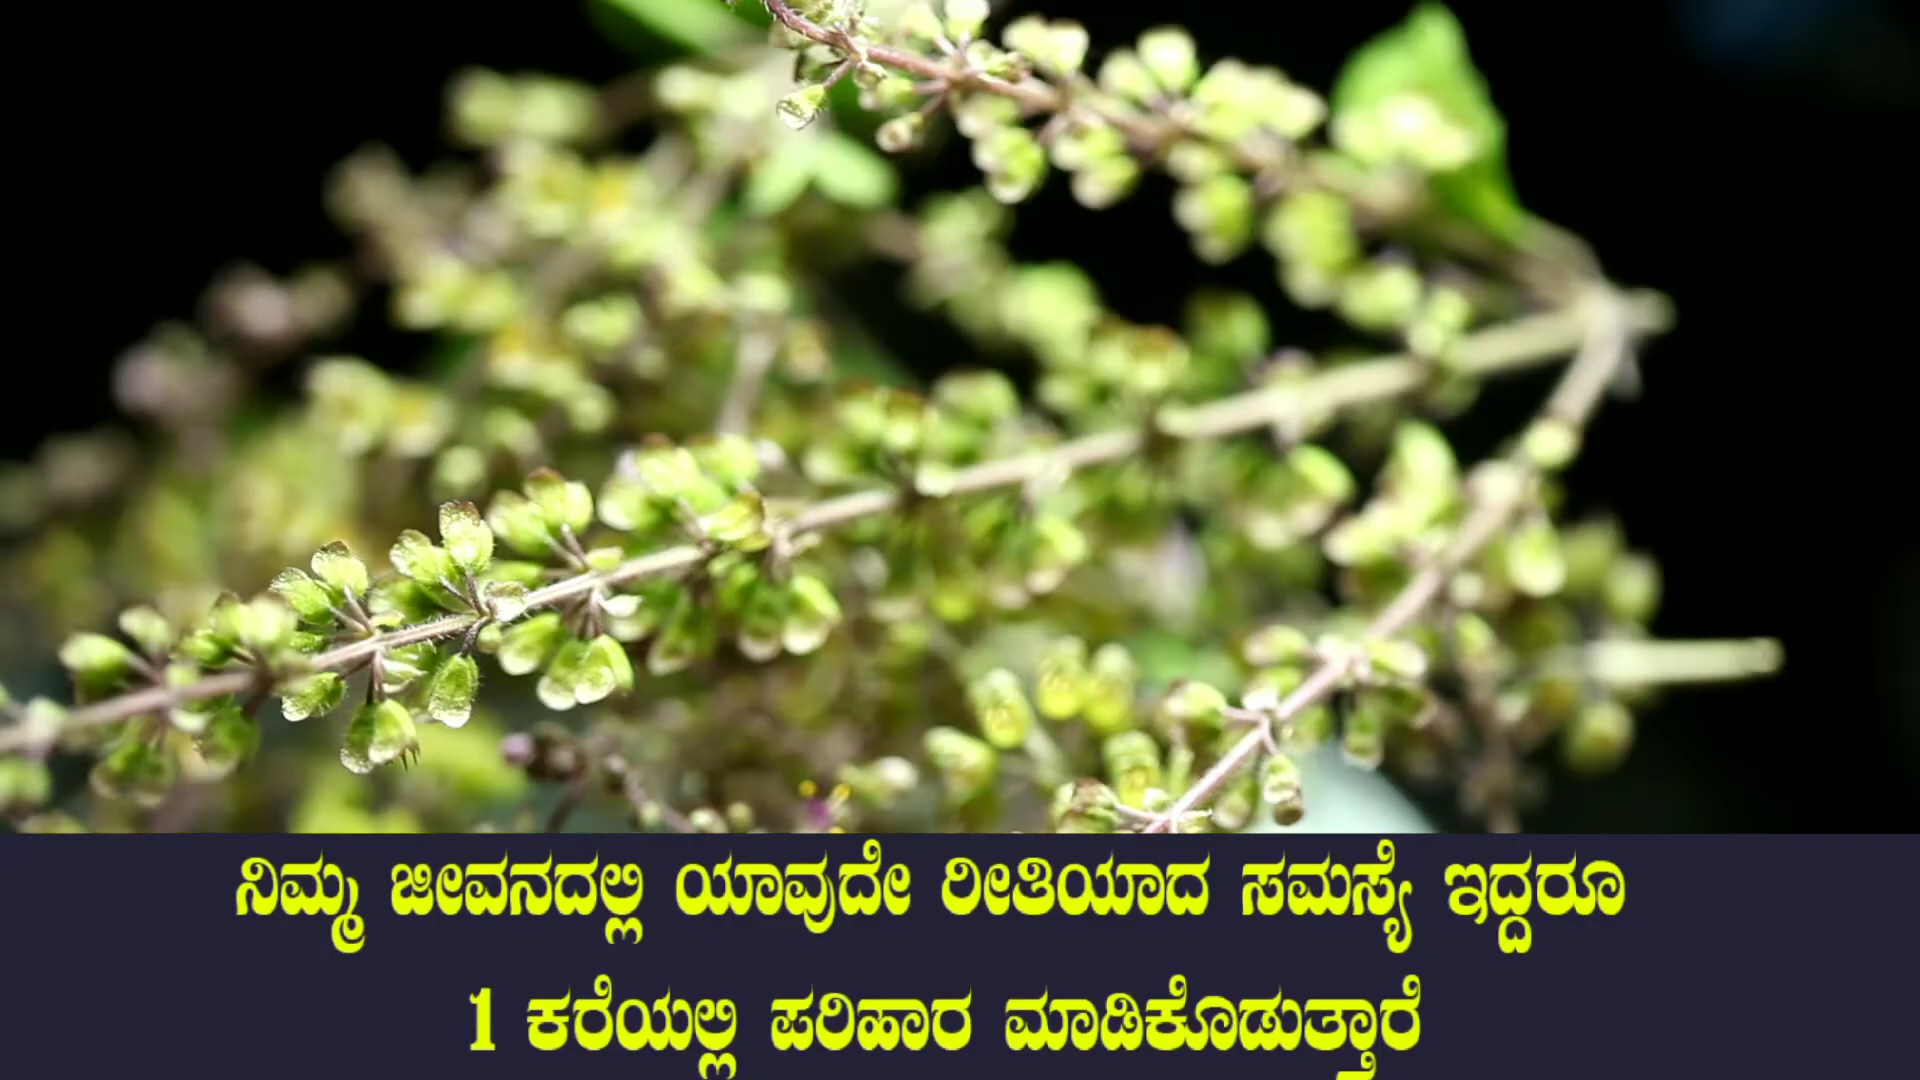 ನಿಮ್ಮ ಜೀವನದಲ್ಲಿ ಯಾವುದೇ ರೀತಿಯಾದ ಸಮಸ್ಯೆ ಇದ್ದರೂ
1 ಕರೆಯಲ್ಲಿ ಪರಿಹಾರ ಮಾಡಿಕೊಡುತ್ತಾರೆ